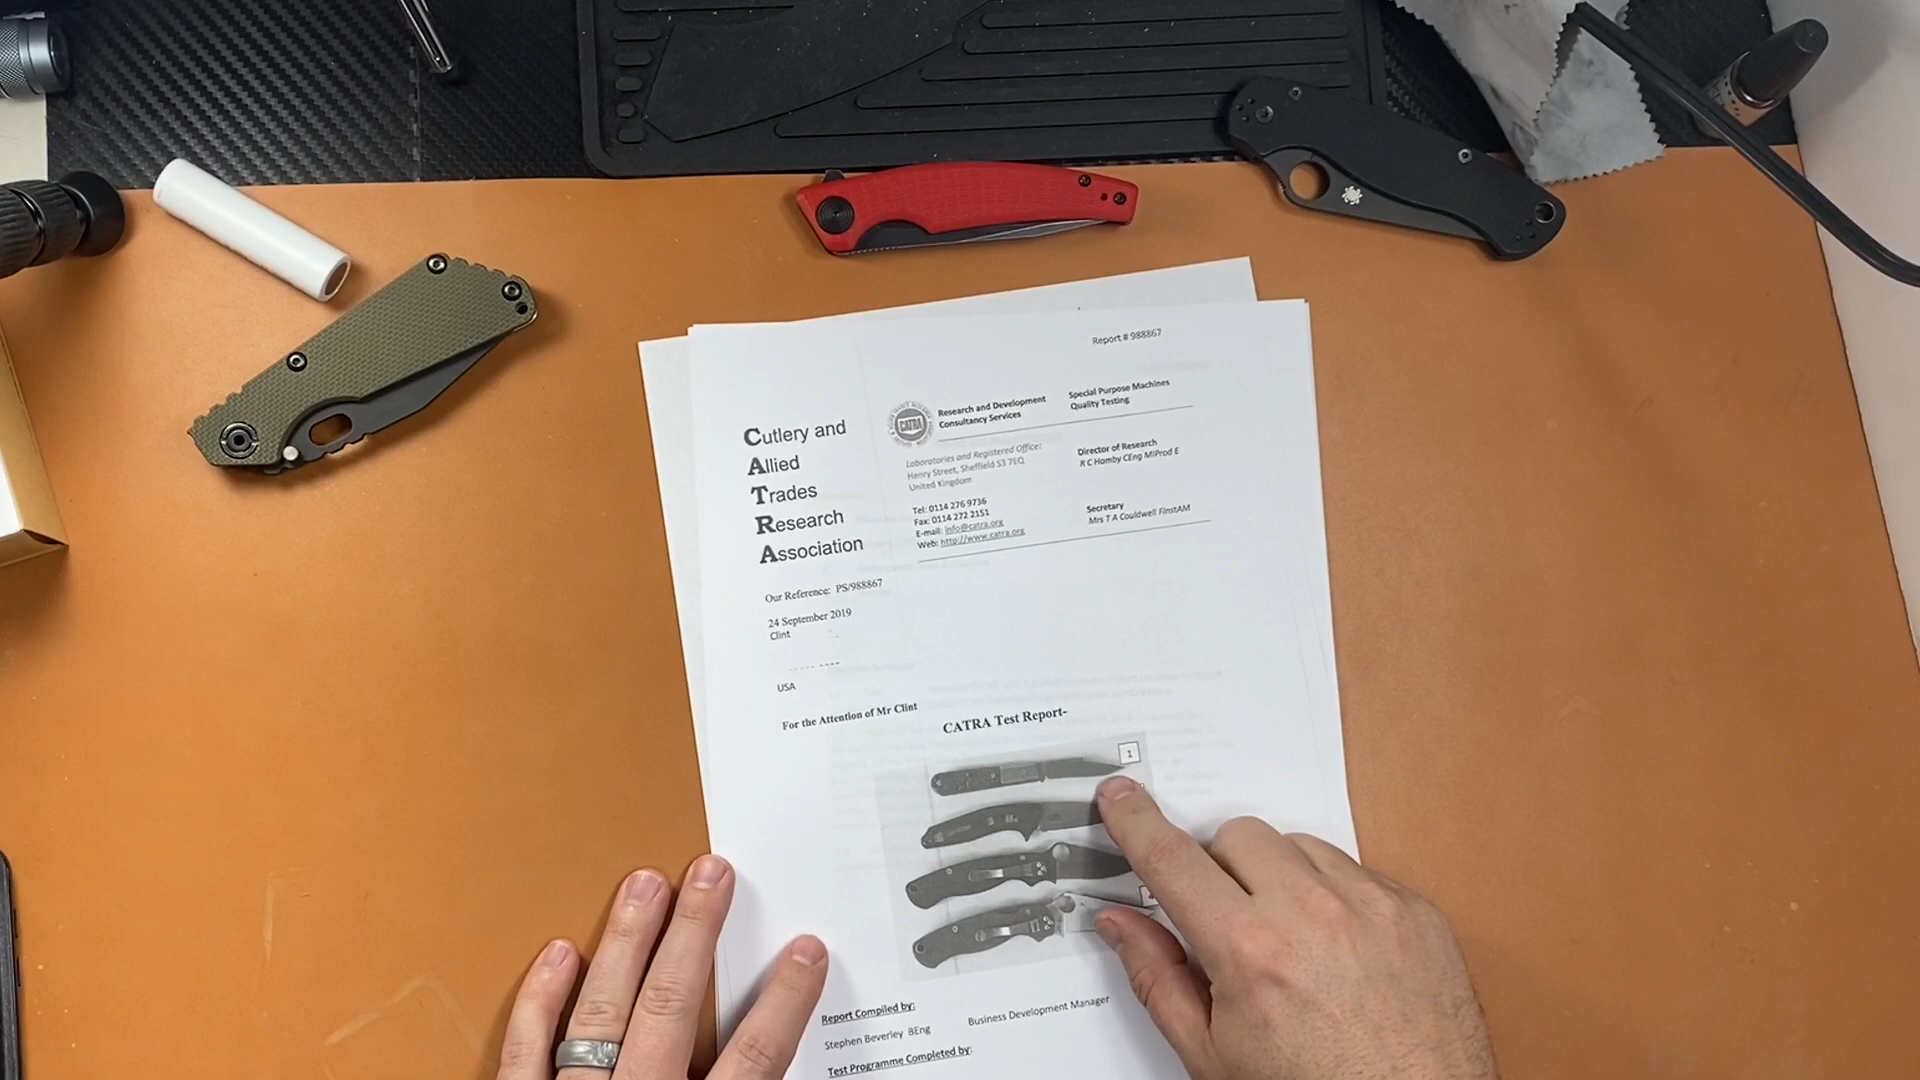 Report # 988867
Cutlery and
Allied
Trades
Research
Association
CATRA
Research and Development
Consultancy Services
Special Purpose Machines
Quality Testing
Laboratories and Registered Office:
Henry Street, Sheffield S3 7EQ
United Kingdom
Director of Research
R C Hamby CEng MIProd E
Tel: 0114 276 9736
Fax: 0114 272 2151
E-mail: info@catra.org
Web: http://www.catra.org
Secretary
Mrs T A Couldwell FInstAM
Our Reference: PS/988867
24 September 2019
Clint
USA
For the Attention of Mr Clint
CATRA Test Report-
1
Report Compiled by:
Stephen Beverley BEng
Business Development Manager
Test Programme Completed by: